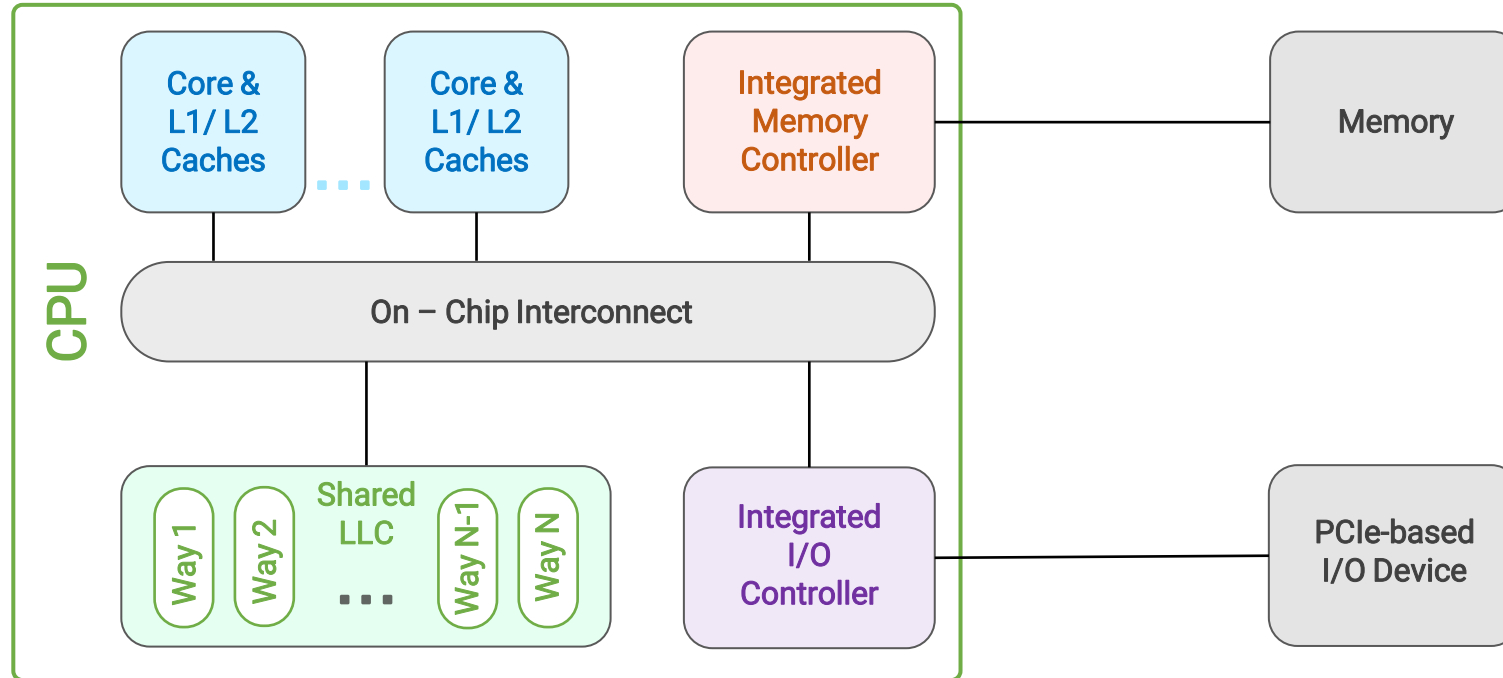 Core &
L1/ L2
Caches
Core &
L1/ L2
Caches
Integrated
Memory
Controller
Memory
CPU
On – Chip Interconnect
Shared
LLC
Way 1
Way 2
Way N-1
Way N
Integrated
I/O
Controller
PCIe-based
I/O Device